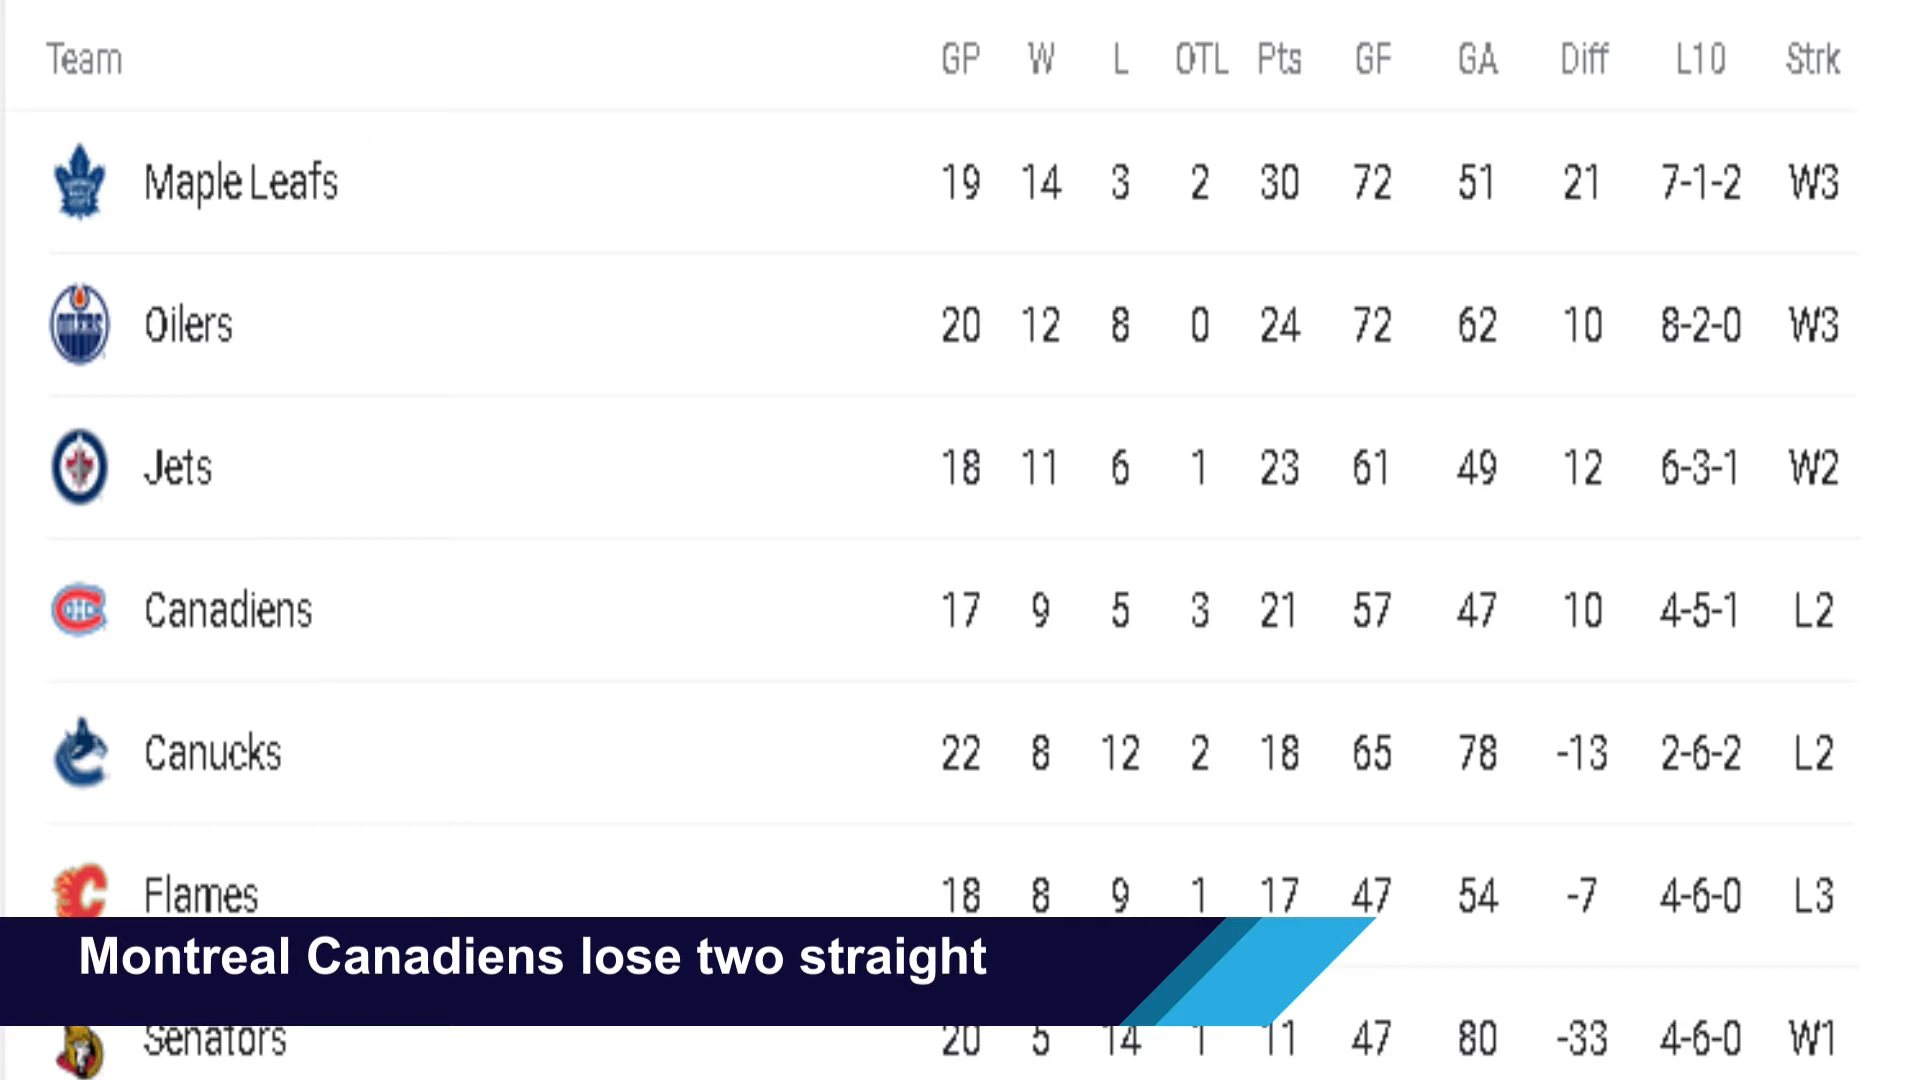 Team GP W L OTL Pts GF GA Diff L10 Strk
Maple Leafs 19 14 3 2 30 72 51 21 7-1-2 W3
Oilers 20 12 8 0 24 72 62 10 8-2-0 W3
Jets 18 11 6 1 23 61 49 12 6-3-1 W2
Canadiens 17 9 5 3 21 57 47 10 4-5-1 L2
Canucks 22 8 12 2 18 65 78 -13 2-6-2 L2
Flames 18 8 9 1 17 47 54 -7 4-6-0 L3
Montreal Canadiens lose two straight
Senators 20 5 14 1 11 47 80 -33 4-6-0 W1